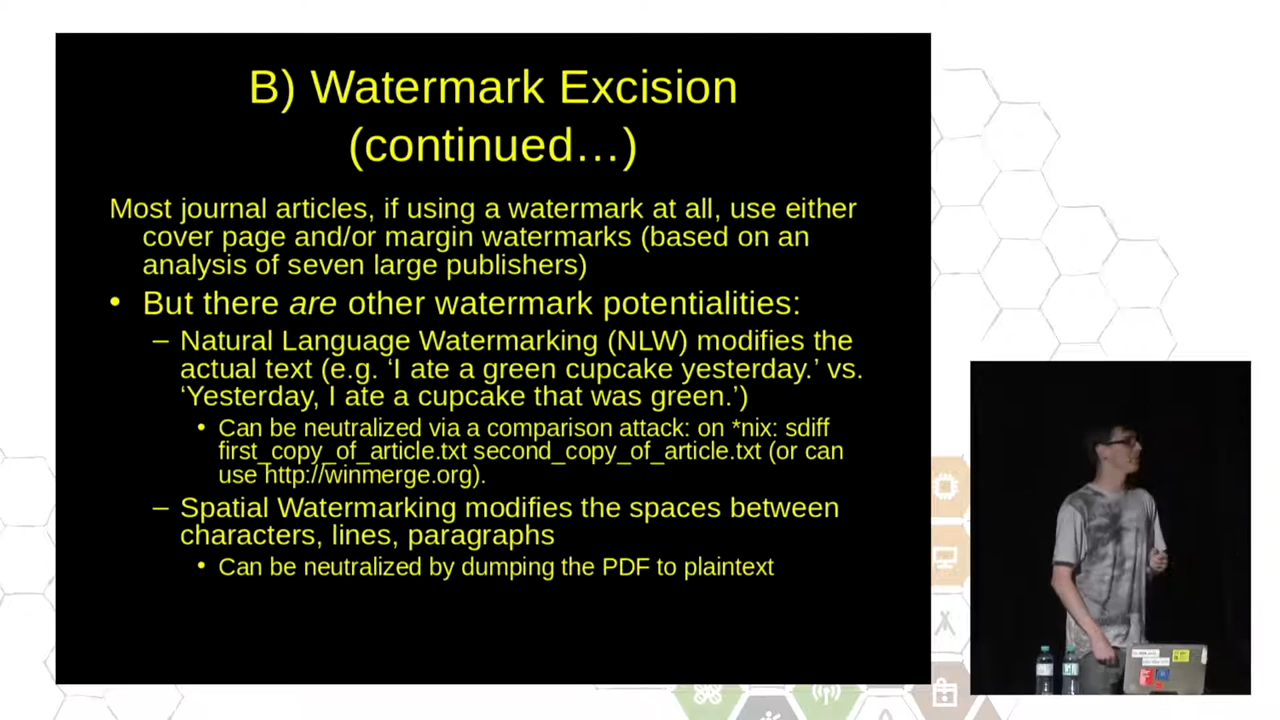 B) Watermark Excision
(continued…)
Most journal articles, if using a watermark at all, use either
cover page and/or margin watermarks (based on an
analysis of seven large publishers)
• But there are other watermark potentialities:
– Natural Language Watermarking (NLW) modifies the
actual text (e.g. ‘I ate a green cupcake yesterday.’ vs.
‘Yesterday, I ate a cupcake that was green.’)
• Can be neutralized via a comparison attack: on *nix: sdiff
first_copy_of_article.txt second_copy_of_article.txt (or can
use http://winmerge.org).
– Spatial Watermarking modifies the spaces between
characters, lines, paragraphs
• Can be neutralized by dumping the PDF to plaintext